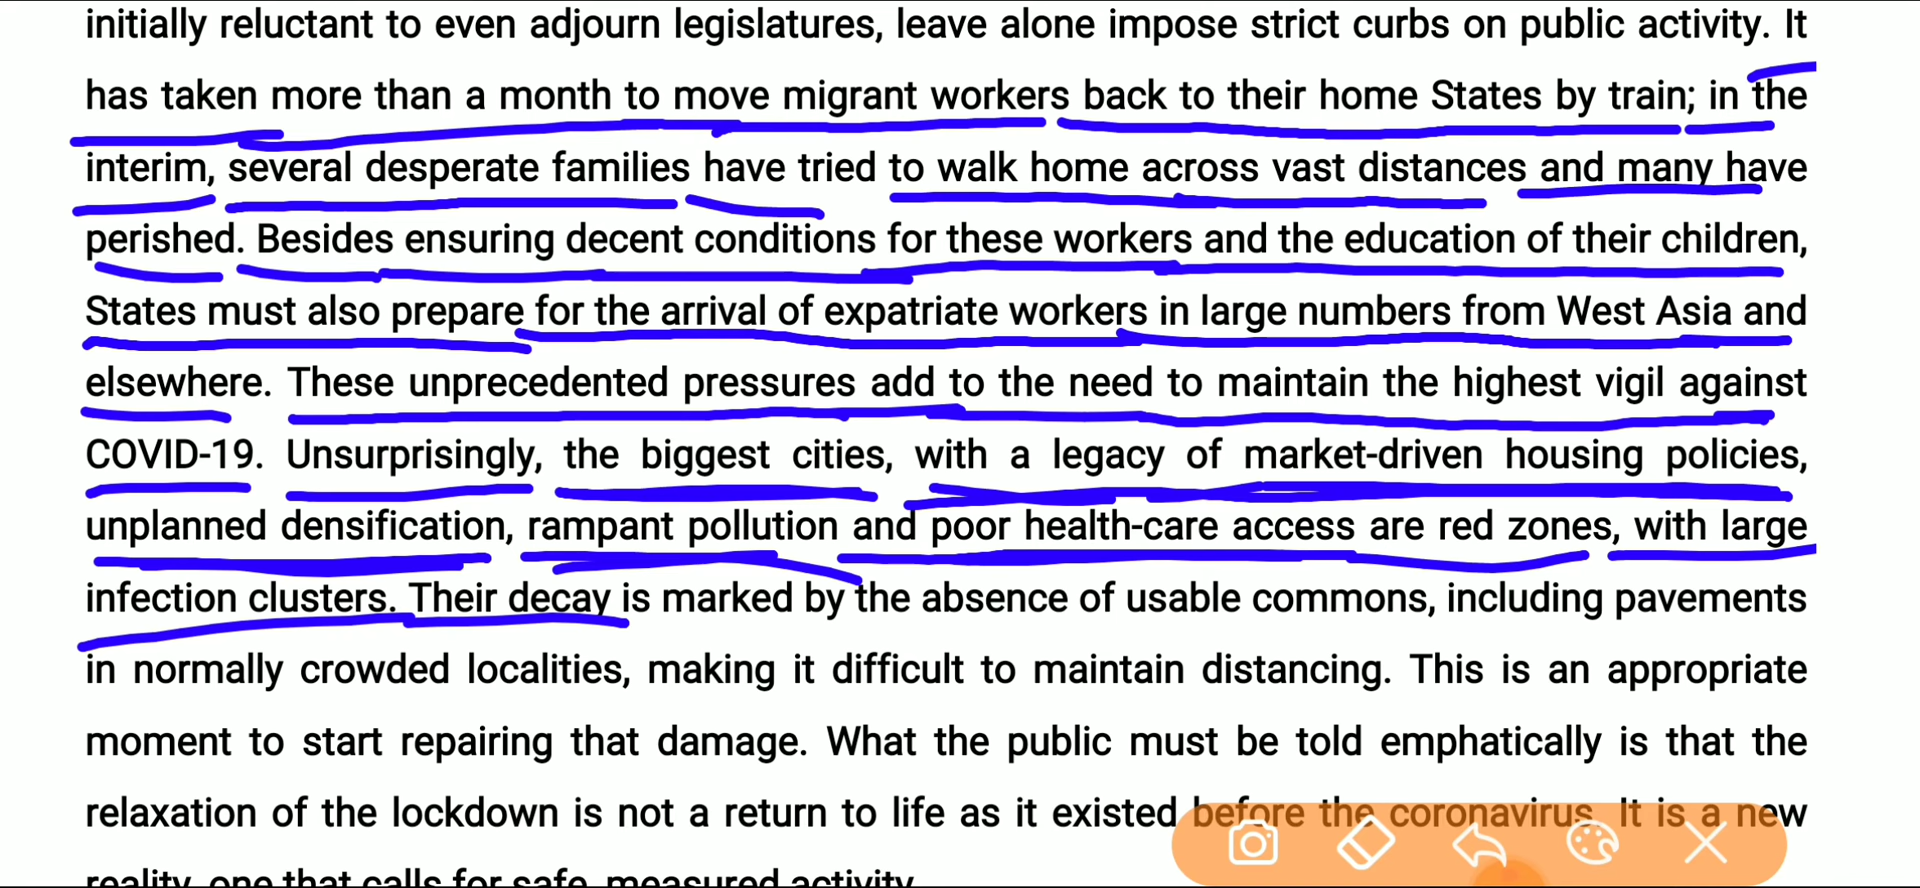 initially reluctant to even adjourn legislatures, leave alone impose strict curbs on public activity. It
has taken more than a month to move migrant workers back to their home States by train; in the
interim, several desperate families have tried to walk home across vast distances and many have
perished. Besides ensuring decent conditions for these workers and the education of their children,
States must also prepare for the arrival of expatriate workers in large numbers from West Asia and
elsewhere. These unprecedented pressures add to the need to maintain the highest vigil against
COVID-19. Unsurprisingly, the biggest cities, with a legacy of market-driven housing policies,
unplanned densification, rampant pollution and poor health-care access are red zones, with large
infection clusters. Their decay is marked by the absence of usable commons, including pavements
in normally crowded localities, making it difficult to maintain distancing. This is an appropriate
moment to start repairing that damage. What the public must be told emphatically is that the
relaxation of the lockdown is not a return to life as it existed before the coronavirus. It is a new
reality, one that calls for safe, measured activity.